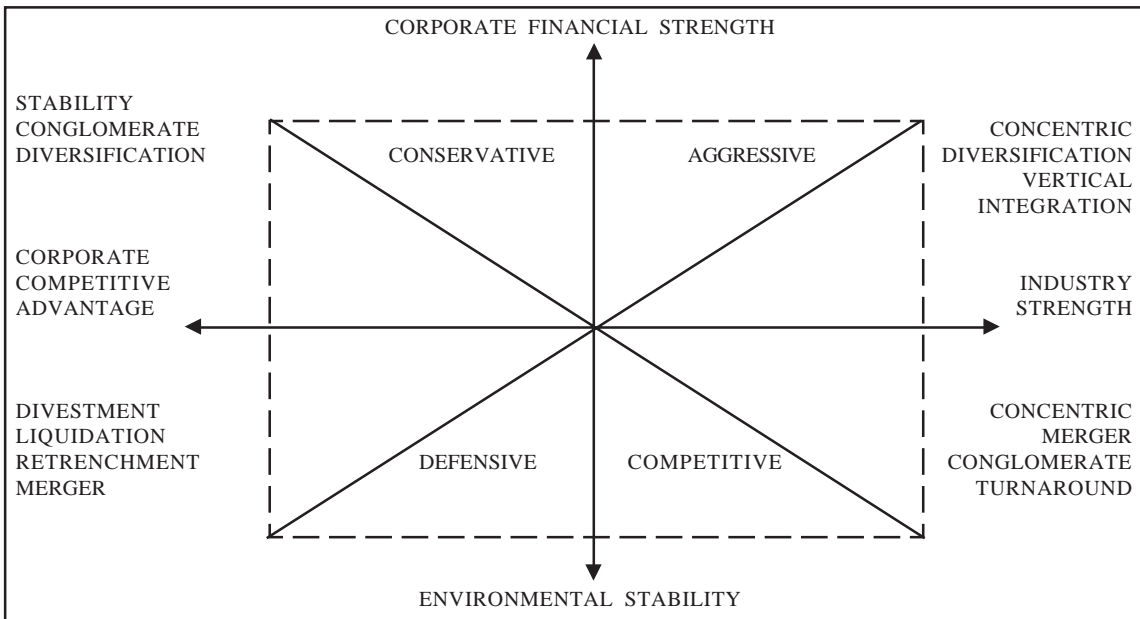 CORPORATE FINANCIAL STRENGTH
STABILITY
CONGLOMERATE
DIVERSIFICATION
CONSERVATIVE
AGGRESSIVE
CONCENTRIC
DIVERSIFICATION
VERTICAL
INTEGRATION
CORPORATE
COMPETITIVE
ADVANTAGE
INDUSTRY
STRENGTH
DIVESTMENT
LIQUIDATION
RETRENCHMENT
MERGER
DEFENSIVE
COMPETITIVE
CONCENTRIC
MERGER
CONGLOMERATE
TURNAROUND
ENVIRONMENTAL STABILITY